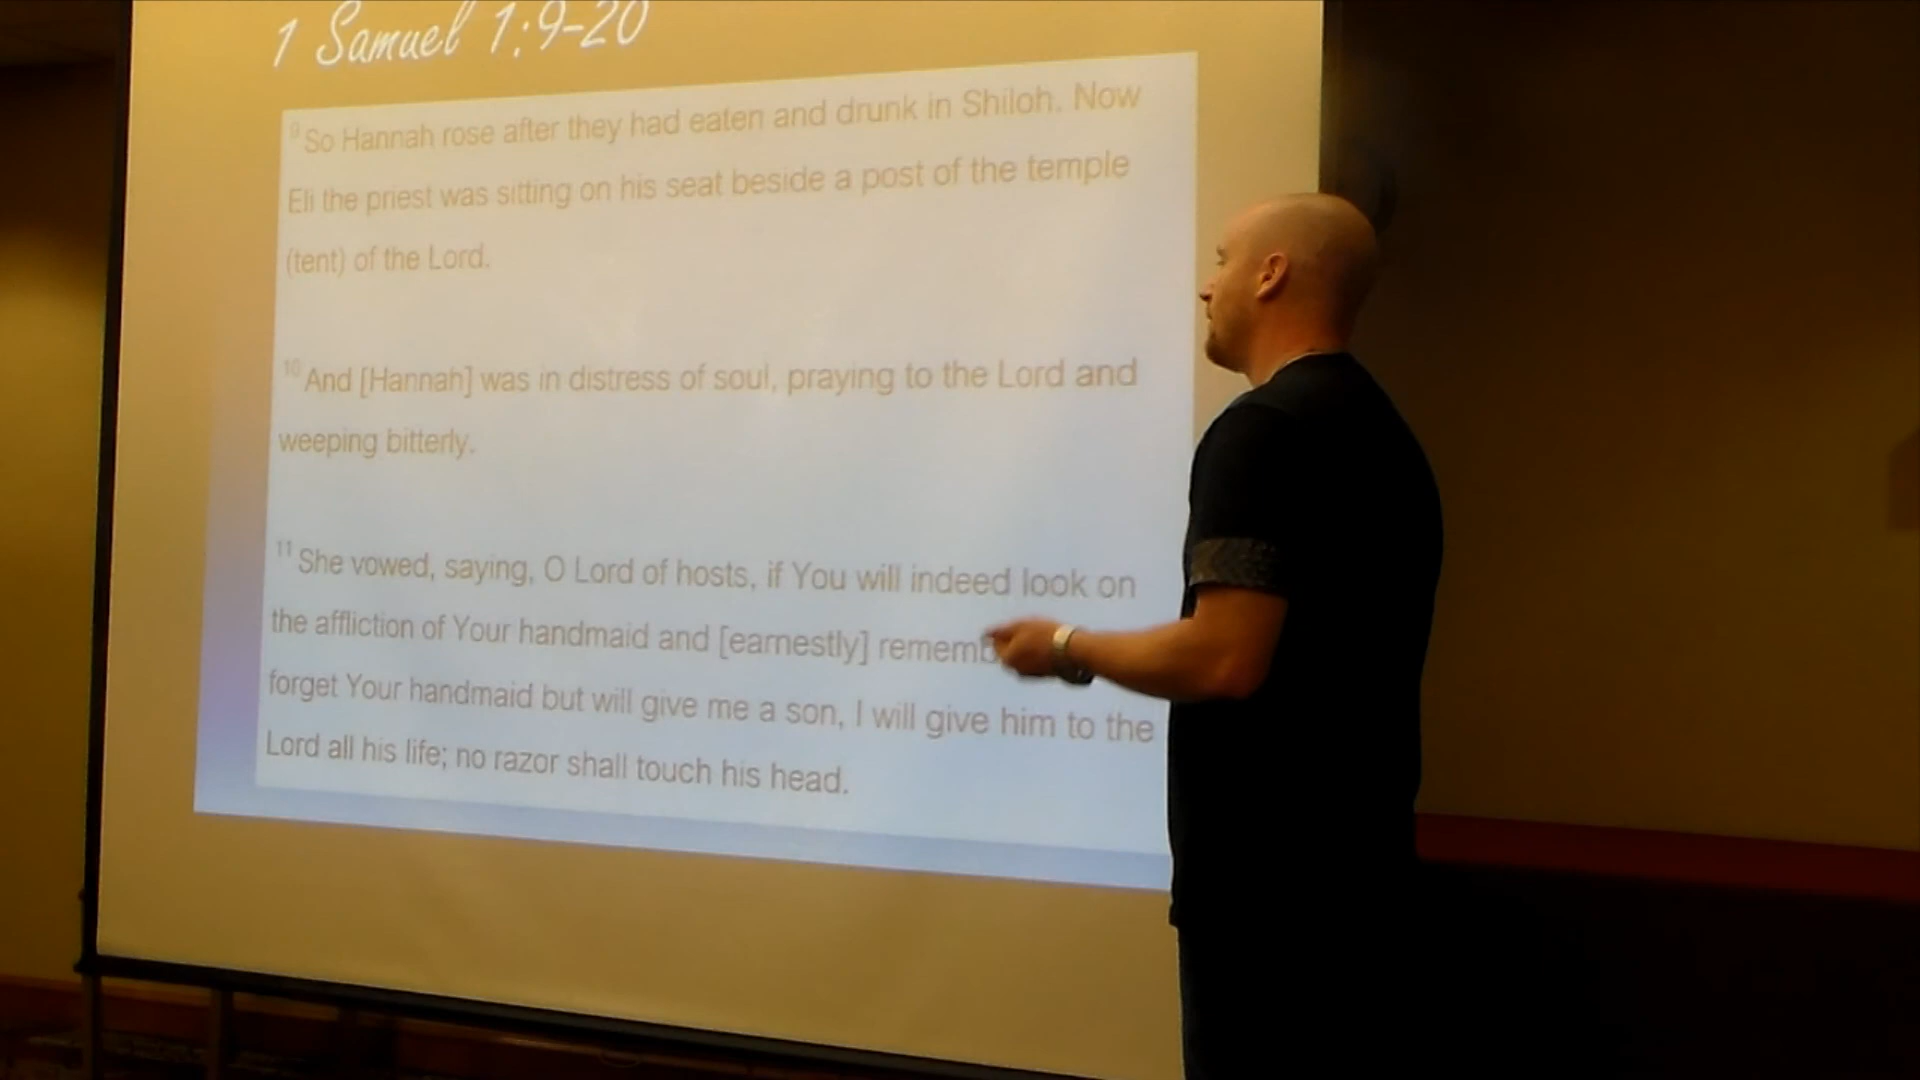 1 Samuel 1:9-20
9 So Hannah rose after they had eaten and drunk in Shiloh. Now
Eli the priest was sitting on his seat beside a post of the temple
(tent) of the Lord.
10 And [Hannah] was in distress of soul, praying to the Lord and
weeping bitterly.
11 She vowed, saying, O Lord of hosts, if You will indeed look on
the affliction of Your handmaid and [earnestly]
forget Your handmaid but will give me a son, I will give him to the
Lord all his life; no razor shall touch his head.